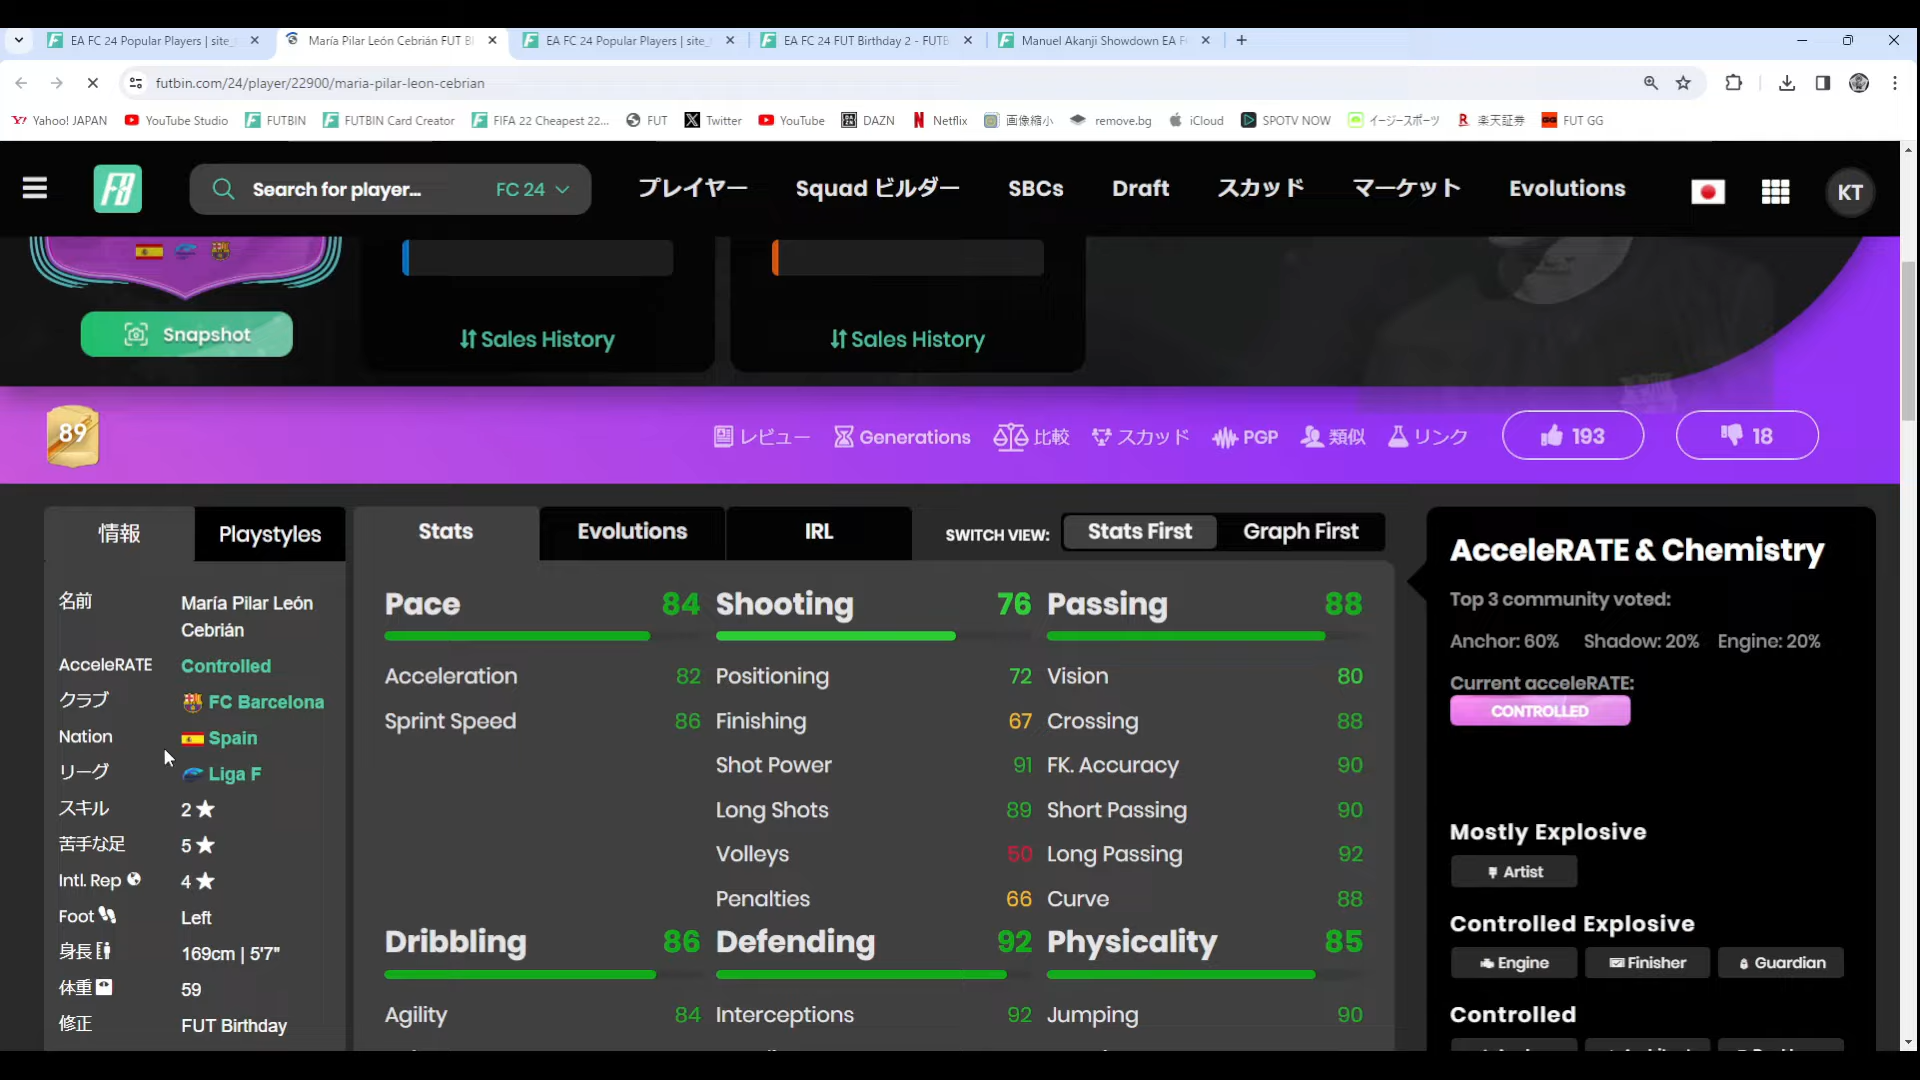 EA FC 24 Popular Players | site_
María Pilar León Cebrián FUT B
EA FC 24 Popular Players | site_
EA FC 24 FUT Birthday 2 - FUTB
Manuel Akanji Showdown EA F
futbin.com/24/player/22900/maria-pilar-leon-cebrian
Yahoo! JAPAN
YouTube Studio
FUTBIN
FUTBIN Card Creator
FIFA 22 Cheapest 22...
FUT
Twitter
YouTube
DAZN
Netflix
画像縮小
remove.bg
iCloud
SPOTV NOW
イージースポーツ
楽天証券
FUT GG
Search for player...
FC 24
プレイヤー
Squad ビルダー
SBCs
Draft
スカッド
マーケット
Evolutions
KT
Snapshot
Sales History
Sales History
89
レビュー
Generations
比較
スカッド
PGP
類似
リンク
193
18
情報
Playstyles
Stats
Evolutions
IRL
SWITCH VIEW:
Stats First
Graph First
名前 María Pilar León
Cebrián
AcceleRATE Controlled
クラブ FC Barcelona
Nation Spain
リーグ Liga F
スキル 2 ★
苦手な足 5 ★
Intl. Rep 4 ★
Foot Left
身長 169cm | 5'7"
体重 59
修正 FUT Birthday
Pace 84
Acceleration 82
Sprint Speed 86
Shooting 76
Positioning 72
Finishing 67
Shot Power 91
Long Shots 89
Volleys 50
Penalties 66
Passing 88
Vision 80
Crossing 88
FK. Accuracy 90
Short Passing 90
Long Passing 92
Curve 88
Dribbling 86
Agility 84
Defending 92
Interceptions 92
Physicality 85
Jumping 90
AcceleRATE & Chemistry
Top 3 community voted:
Anchor: 60% Shadow: 20% Engine: 20%
Current acceleRATE:
CONTROLLED
Mostly Explosive
Artist
Controlled Explosive
Engine
Finisher
Guardian
Controlled